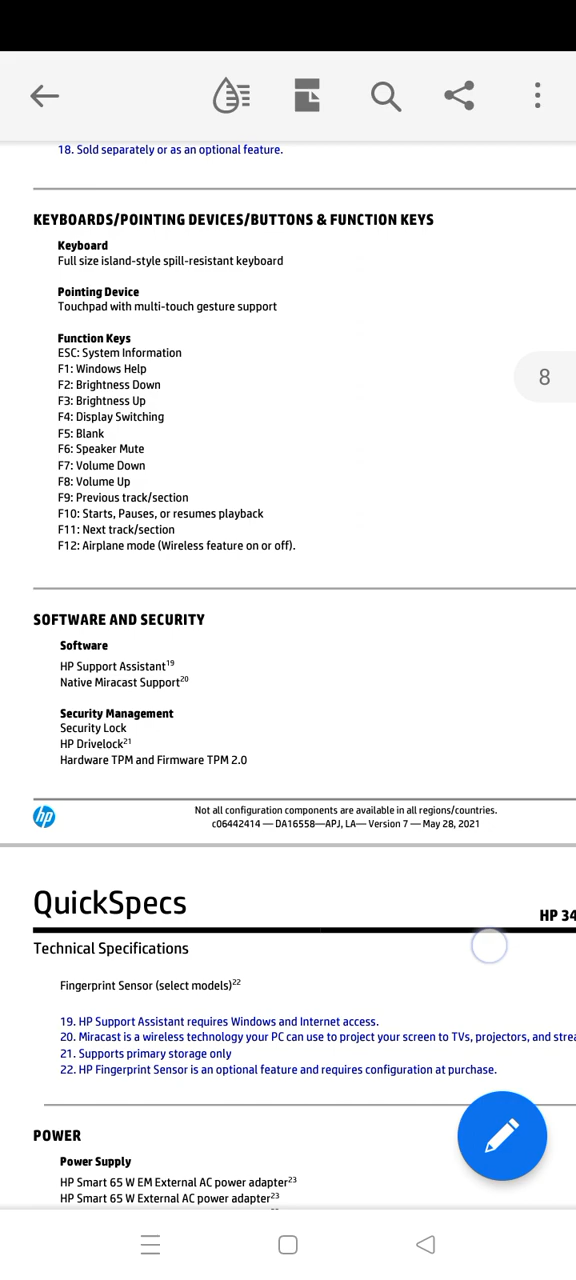 18. Sold separately or as an optional feature.
KEYBOARDS/POINTING DEVICES/BUTTONS & FUNCTION KEYS
Keyboard
Full size island-style spill-resistant keyboard
Pointing Device
Touchpad with multi-touch gesture support
Function Keys
ESC: System Information
F1: Windows Help
8
F2: Brightness Down
F3: Brightness Up
F4: Display Switching
F5: Blank
F6: Speaker Mute
F7: Volume Down
F8: Volume Up
F9: Previous track/section
F10: Starts, Pauses, or resumes playback
F11: Next track/section
F12: Airplane mode (Wireless feature on or off).
SOFTWARE AND SECURITY
Software
HP Support Assistant19
Native Miracast Support20
Security Management
Security Lock
HP Drivelock21
Hardware TPM and Firmware TPM 2.0
hp
Not all configuration components are available in all regions/countries.
c06442414 — DA16558—APJ, LA— Version 7 — May 28, 2021
QuickSpecs
HP 34
Technical Specifications
Fingerprint Sensor (select models)22
19. HP Support Assistant requires Windows and Internet access.
20. Miracast is a wireless technology your PC can use to project your screen to TVs, projectors, and strea
21. Supports primary storage only
22. HP Fingerprint Sensor is an optional feature and requires configuration at purchase.
POWER
Power Supply
HP Smart 65 W EM External AC power adapter23
HP Smart 65 W External AC power adapter23